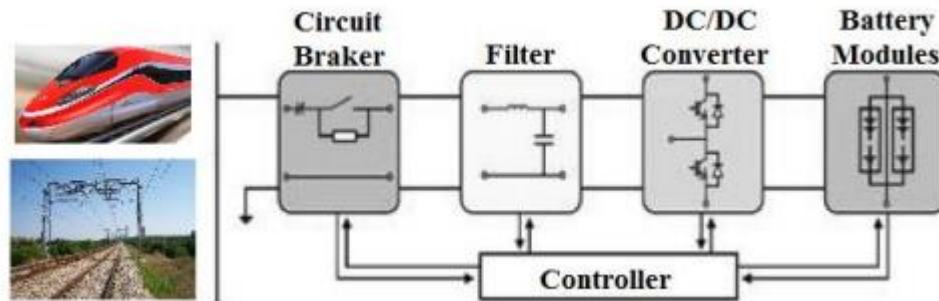 Circuit
Braker
Filter
DC/DC
Converter
Battery
Modules
Controller